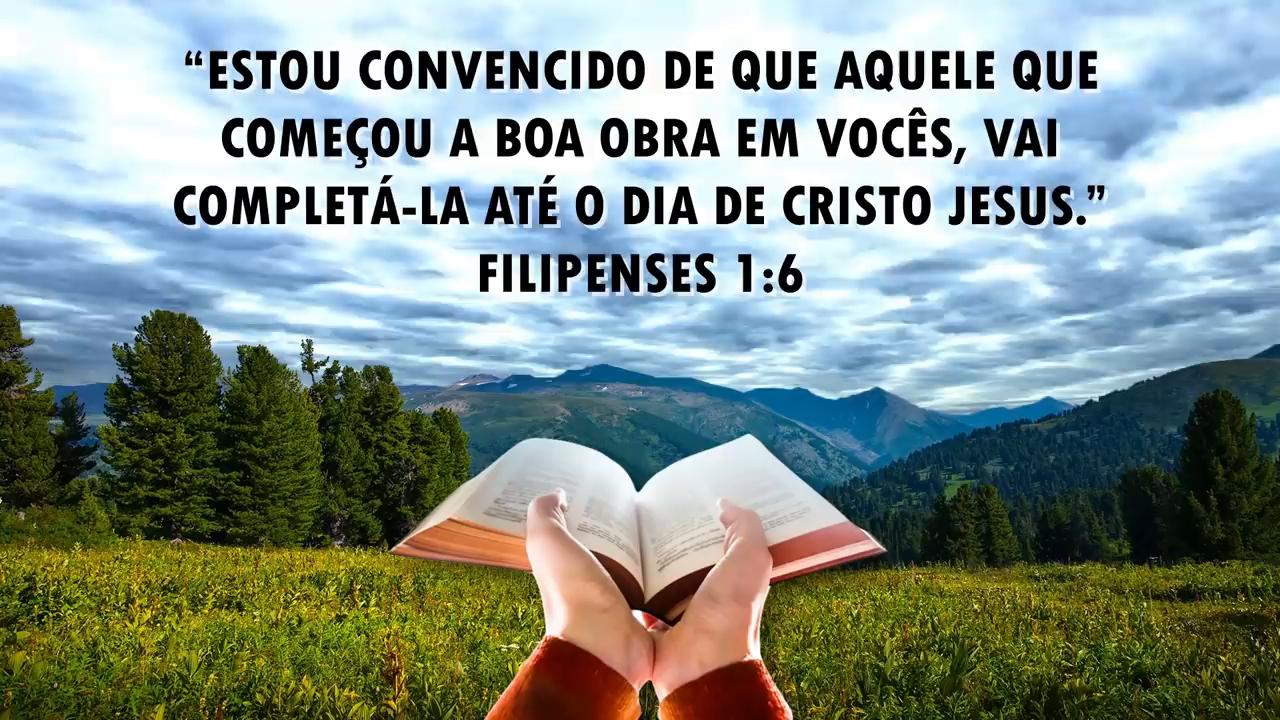 “ESTOU CONVENCIDO DE QUE AQUELE QUE
COMEÇOU A BOA OBRA EM VOCÊS, VAI
COMPLETÁ-LA ATÉ O DIA DE CRISTO JESUS.”
FILIPENSES 1:6